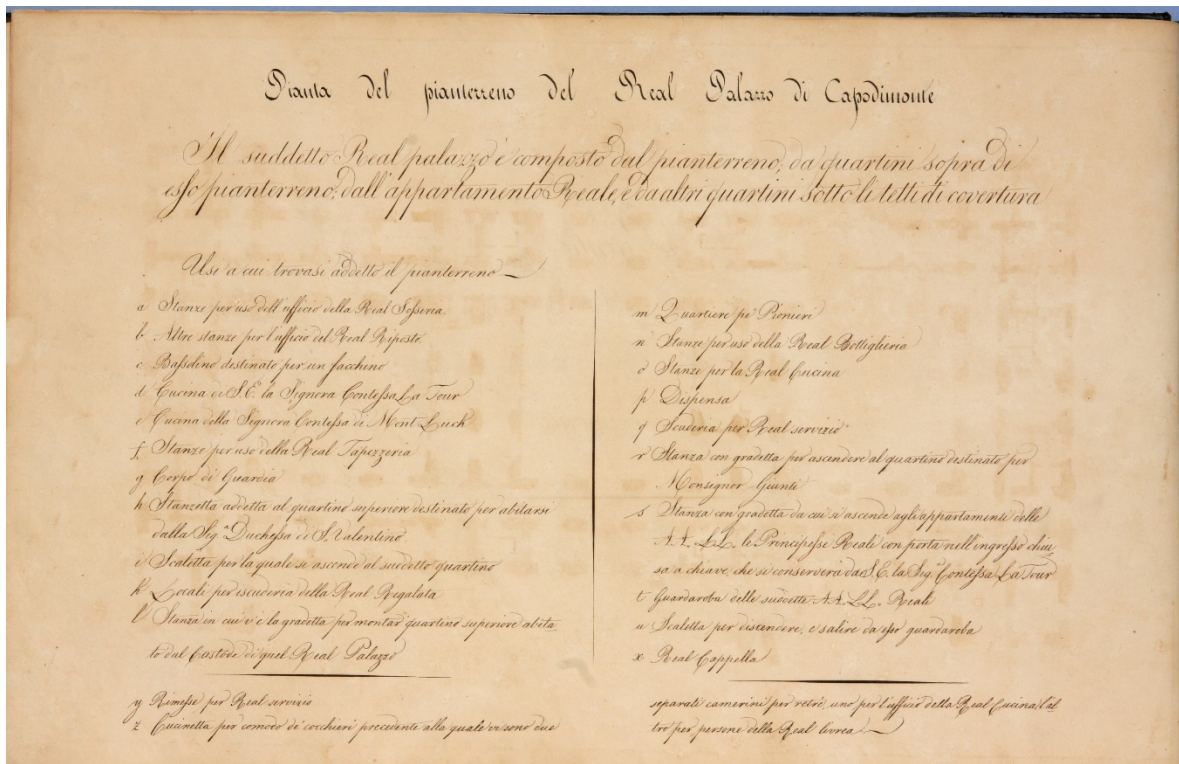 Pianta del pianterreno del Real Palazzo di Capodimonte
Il suddetto Real palazzo è composto dal pianterreno, da quartini sopra di
esso pianterreno, dall'appartamento Reale, e da altri quartini sotto li tetti di covertura
Usi a cui trovasi addetto il pianterreno
a Stanze per uso dell'ufficio della Real
b Altre stanze per l'ufficio del Real Riposto
c Bassolino destinato per un facchino
d Cucina di S.E. la Signora Contessa La Tour
e Cucina della Signora Contessa di Mont Luck
f Stanze per uso della Real Tapezzeria
g Corpo di Guardia
h Stanzetta addetta al quartino superiore destinato per abitarsi
dalla Sig.a Duchessa di S. Valentino
i Scaletta per la quale si ascende al suddetto quartino
k Locali per iscuderia della Real Regalata
l Stanza in cui v'è la gradetta per montar quartino superiore abita
to dal Custode di quel Real Palazzo
m Quartiere pe' Pionieri
n Stanze per uso della Real Bottiglieria
o Stanze per la Real Cucina
p Dispensa
q Scuderia per Real servizio
r Stanza con gradetta per ascendere al quartino destinato per
Monsignor Giunti
s Stanza con gradetta da cui si ascende agli appartamenti delle
A.A. L.L. le Principesse Reali con porta nell'ingresso chiu-
sa a chiave, che si conserverà da S.E. la Sig.a Contessa La Tour
t Guardaroba delle suddette A.A. L.L. Reali
u Scaletta per discendere, e salire da esso guardaroba
x Real Cappella
y Rimesse per Real servizio
z Cucinetta per comodo de' cocchieri precedente alla quale vi sono due
separati camerini per retrè, uno per l'ufficio della Real Cucina l'al
tro per persone della Real livrea